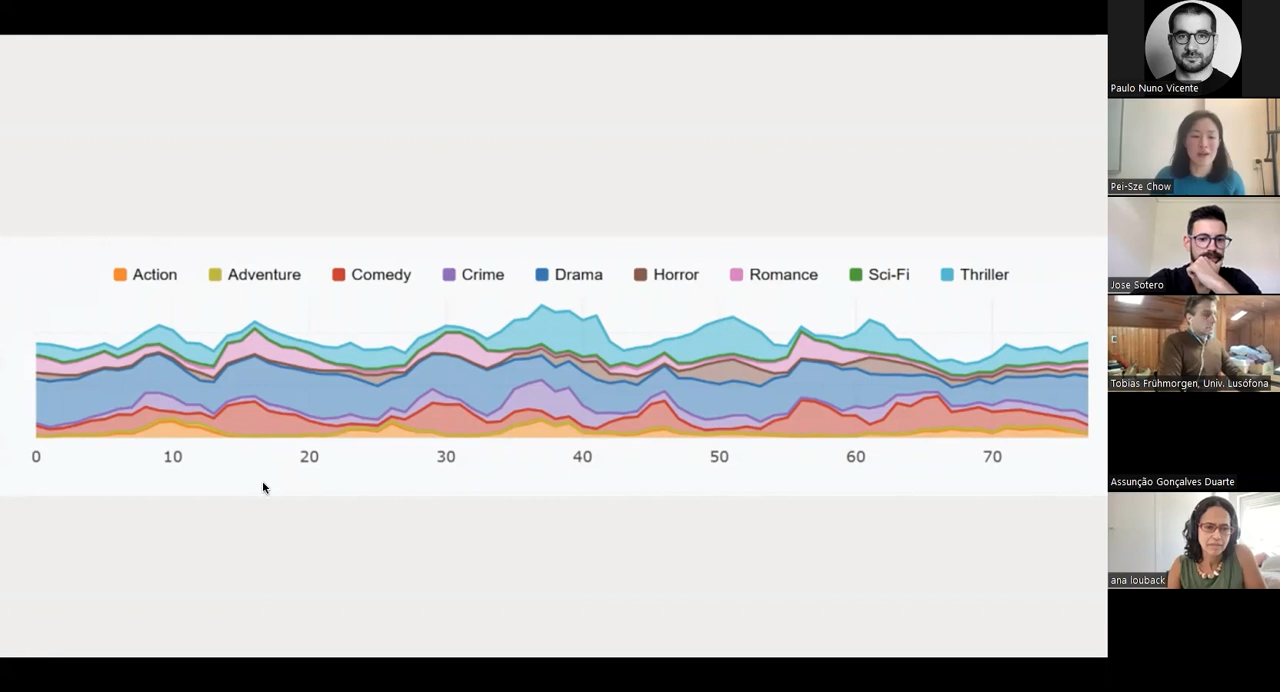 Action Adventure Comedy Crime Drama Horror Romance Sci-Fi Thriller
0 10 20 30 40 50 60 70
Paulo Nuno Vicente
Pei-Sze Chow
Jose Sotero
Tobias Frühmorgen, Univ. Lusófona
Assunção Gonçalves Duarte
ana louback